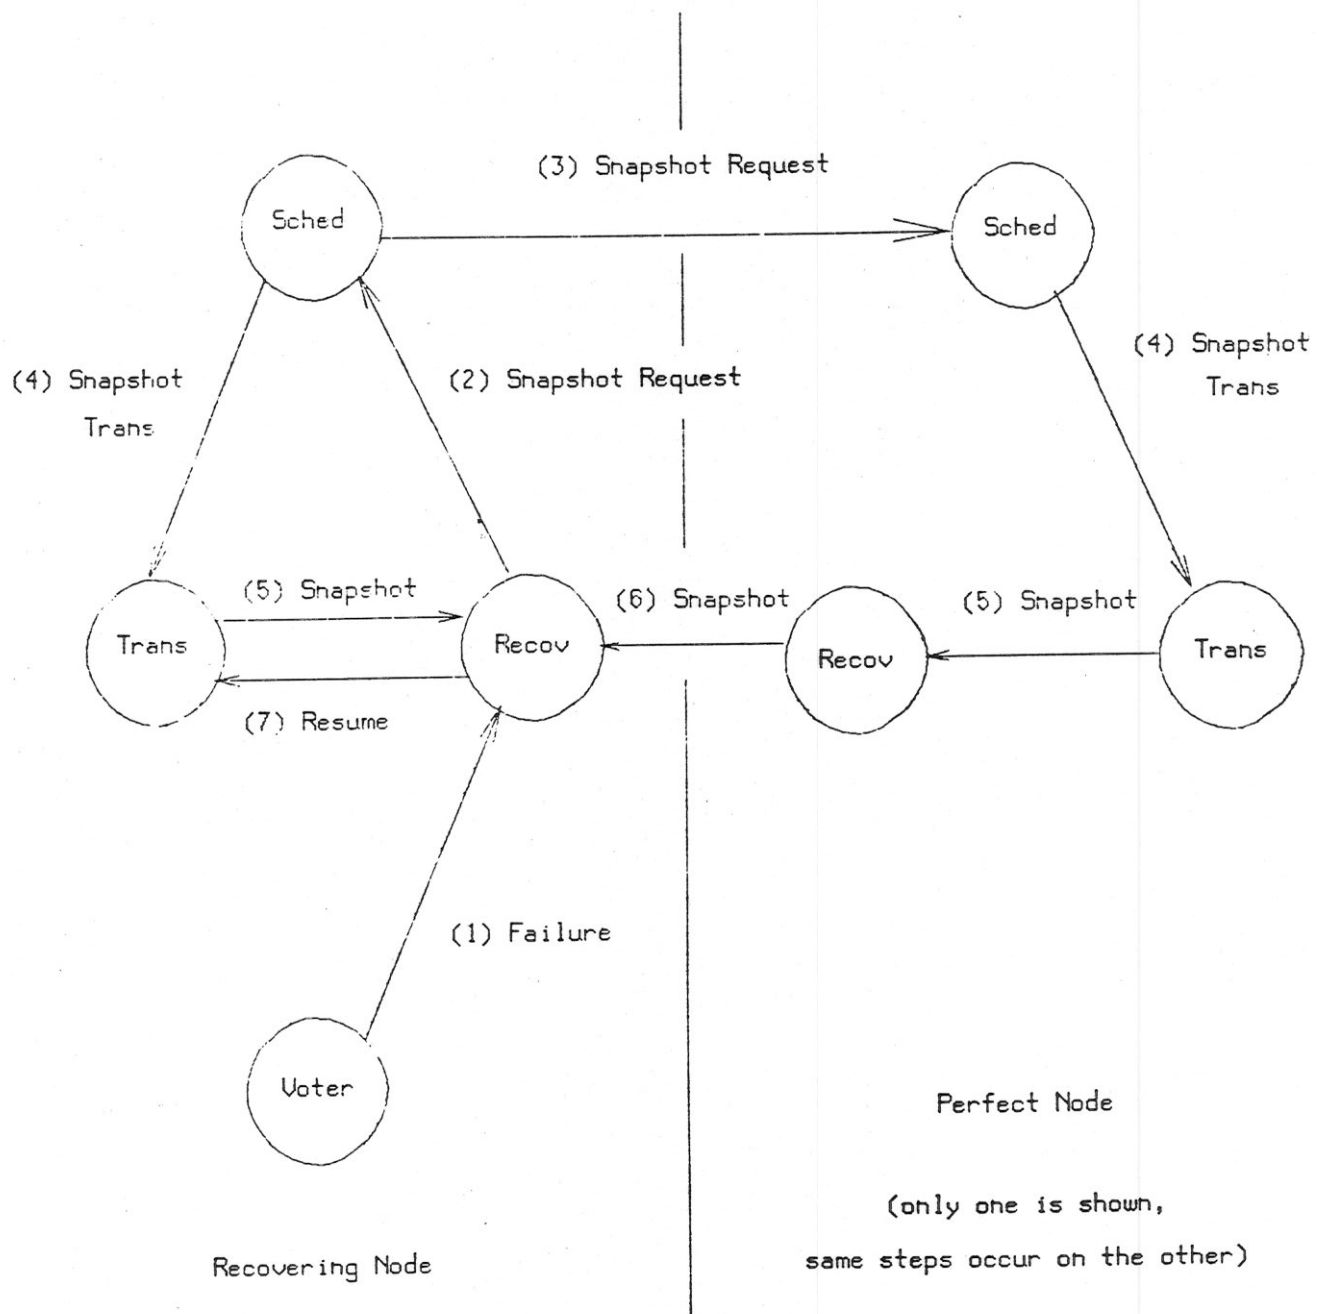 (3) Snapshot Request
Sched
Sched
(4) Snapshot
Trans
(2) Snapshot Request
(4) Snapshot
Trans
(5) Snapshot
(6) Snapshot
(5) Snapshot
Trans
Recov
Recov
Trans
(7) Resume
(1) Failure
Voter
Perfect Node
(only one is shown,
same steps occur on the other)
Recovering Node